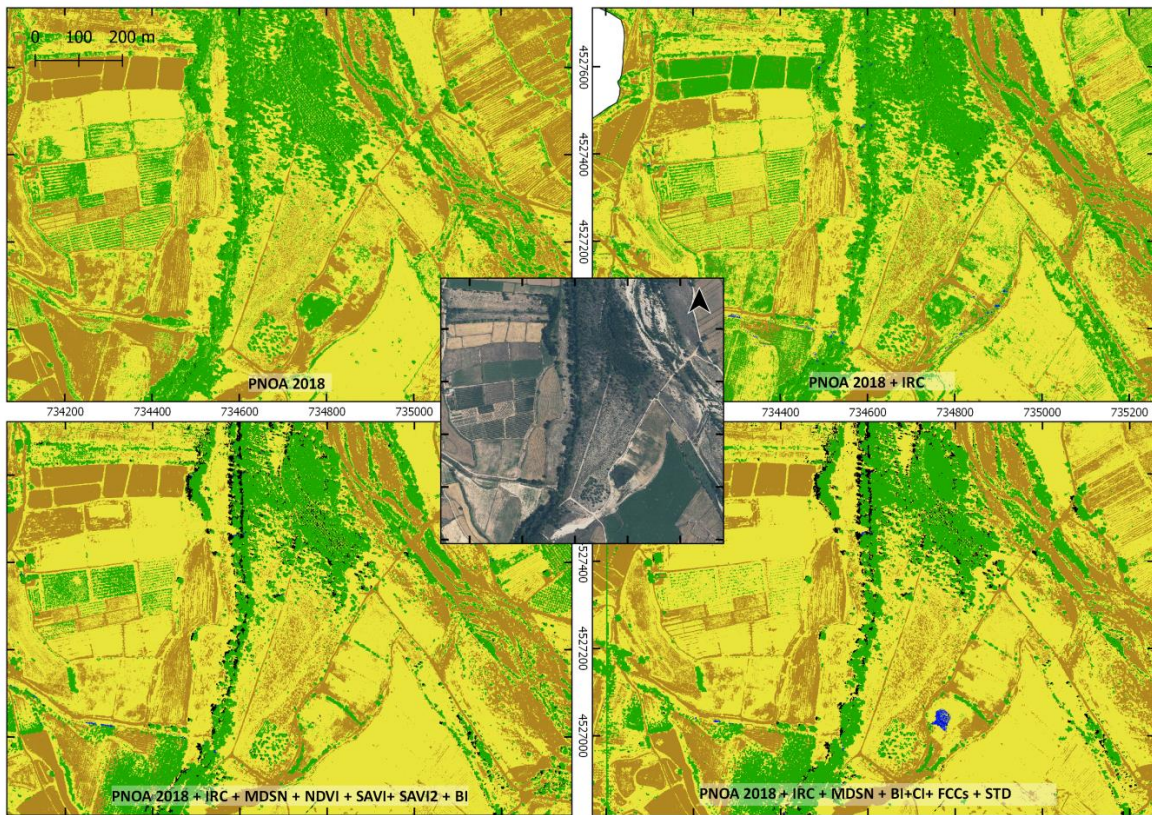 0 100 200 m
4527600
4527400
4527200
PNOA 2018
PNOA 2018 + IRC
734200 734400 734600 734800 735000
734400 734600 734800 735000 735200
527400
4527200
4527000
PNOA 2018 + IRC + MDSN + NDVI + SAVI+ SAVI2 + BI
PNOA 2018 + IRC + MDSN + BI+CI+ FCCs + STD